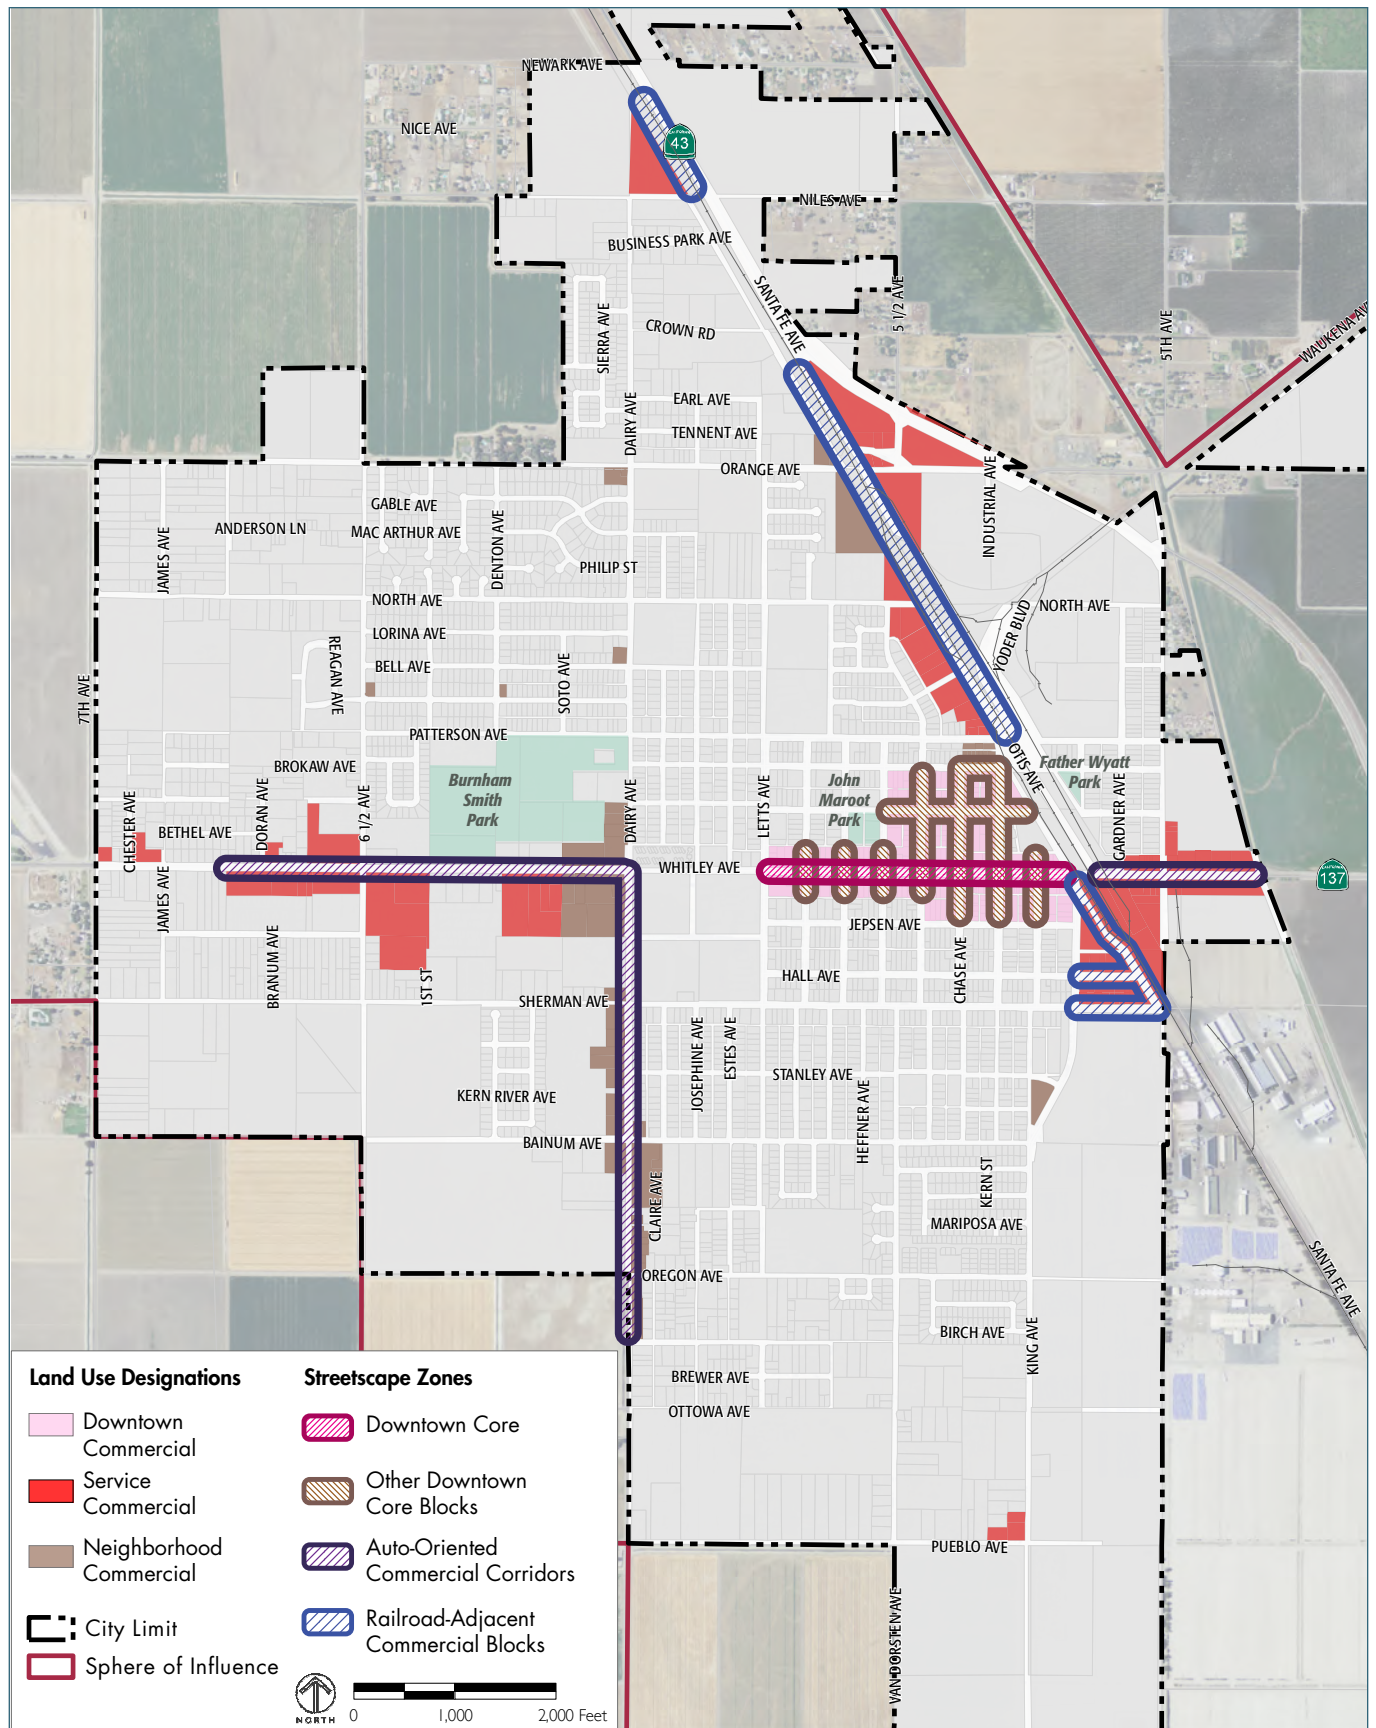 NEWARK AVE
NICE AVE
CALIFORNIA
43
NILES AVE
BUSINESS PARK AVE
SANTA FE AVE
5 1/2 AVE
SIERRA AVE
CROWN RD
5TH AVE
WAUKENA AVE
EARL AVE
DAIRY AVE
TENNENT AVE
ORANGE AVE
INDUSTRIAL AVE
GABLE AVE
ANDERSON LN
MAC ARTHUR AVE
DENTON AVE
JAMES AVE
PHILIP ST
NORTH AVE
NORTH AVE
YODER BLVD
LORINA AVE
REAGAN AVE
BELL AVE
SOTO AVE
7TH AVE
PATTERSON AVE
OTIS AVE
BROKAW AVE
Burnham
Smith
Park
John
Maroot
Park
Father Wyatt
Park
CHESTER AVE
DORAN AVE
6 1/2 AVE
DAIRY AVE
LETTS AVE
GARDNER AVE
BETHEL AVE
WHITLEY AVE
137
JAMES AVE
BRANUM AVE
JEPSEN AVE
1ST ST
HALL AVE
CHASE AVE
SHERMAN AVE
JOSEPHINE AVE
ESTES AVE
STANLEY AVE
KERN RIVER AVE
HEFFNER AVE
BAINUM AVE
CLAIRE AVE
KERN ST
MARIPOSA AVE
OREGON AVE
SANTA FE AVE
BIRCH AVE
KING AVE
BREWER AVE
OTTOWA AVE
PUEBLO AVE
VAN DORSTEN AVE
Land Use Designations
Downtown
Commercial
Service
Commercial
Neighborhood
Commercial
City Limit
Sphere of Influence
Streetscape Zones
Downtown Core
Other Downtown
Core Blocks
Auto-Oriented
Commercial Corridors
Railroad-Adjacent
Commercial Blocks
NORTH
0 1,000 2,000 Feet